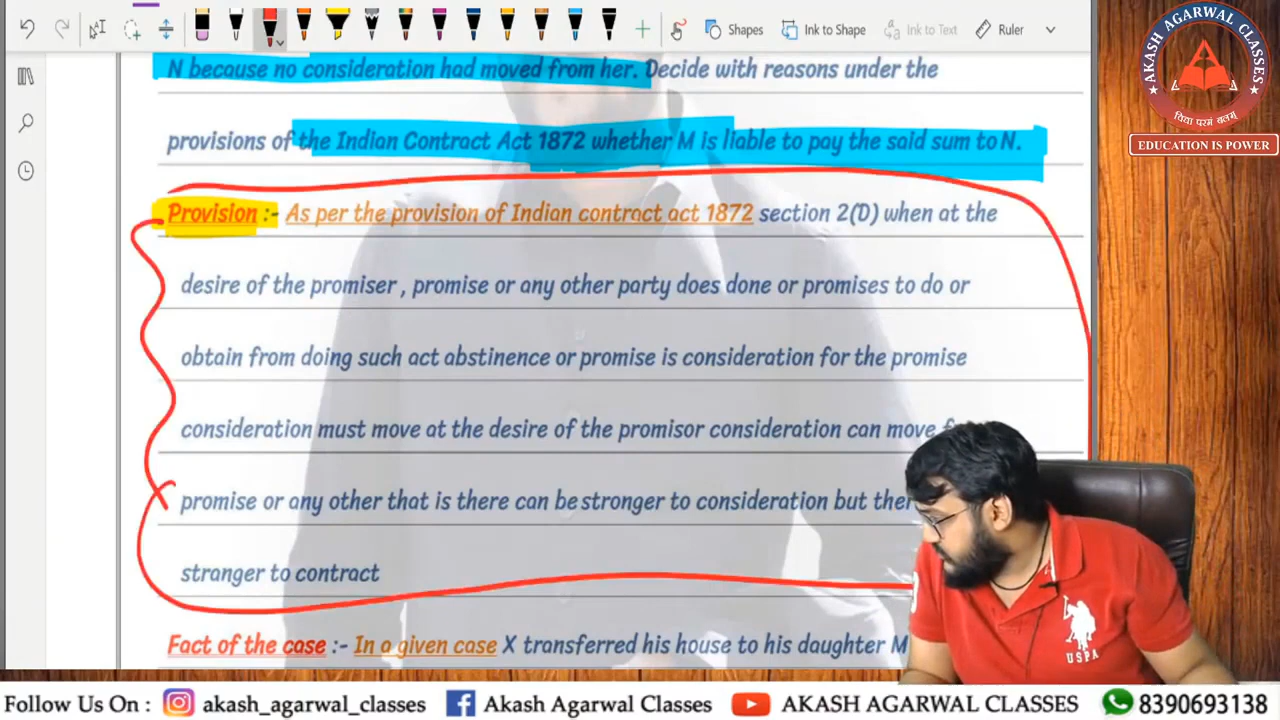 Shapes
Ink to Shape
Ink to Text
Ruler
AKASH AGARWAL CLASSES
विद्या परमं बलम्
EDUCATION IS POWER
N because no consideration had moved from her. Decide with reasons under the
provisions of the Indian Contract Act 1872 whether M is liable to pay the said sum to N.
Provision :- As per the provision of Indian contract act 1872 section 2(D) when at the
desire of the promiser , promise or any other party does done or promises to do or
obtain from doing such act abstinence or promise is consideration for the promise
consideration must move at the desire of the promisor consideration can move
promise or any other that is there can be stronger to consideration but
stranger to contract
Fact of the case :- In a given case X transferred his house to his daughter M
USPA
Follow Us On : akash_agarwal_classes Akash Agarwal Classes AKASH AGARWAL CLASSES 8390693138